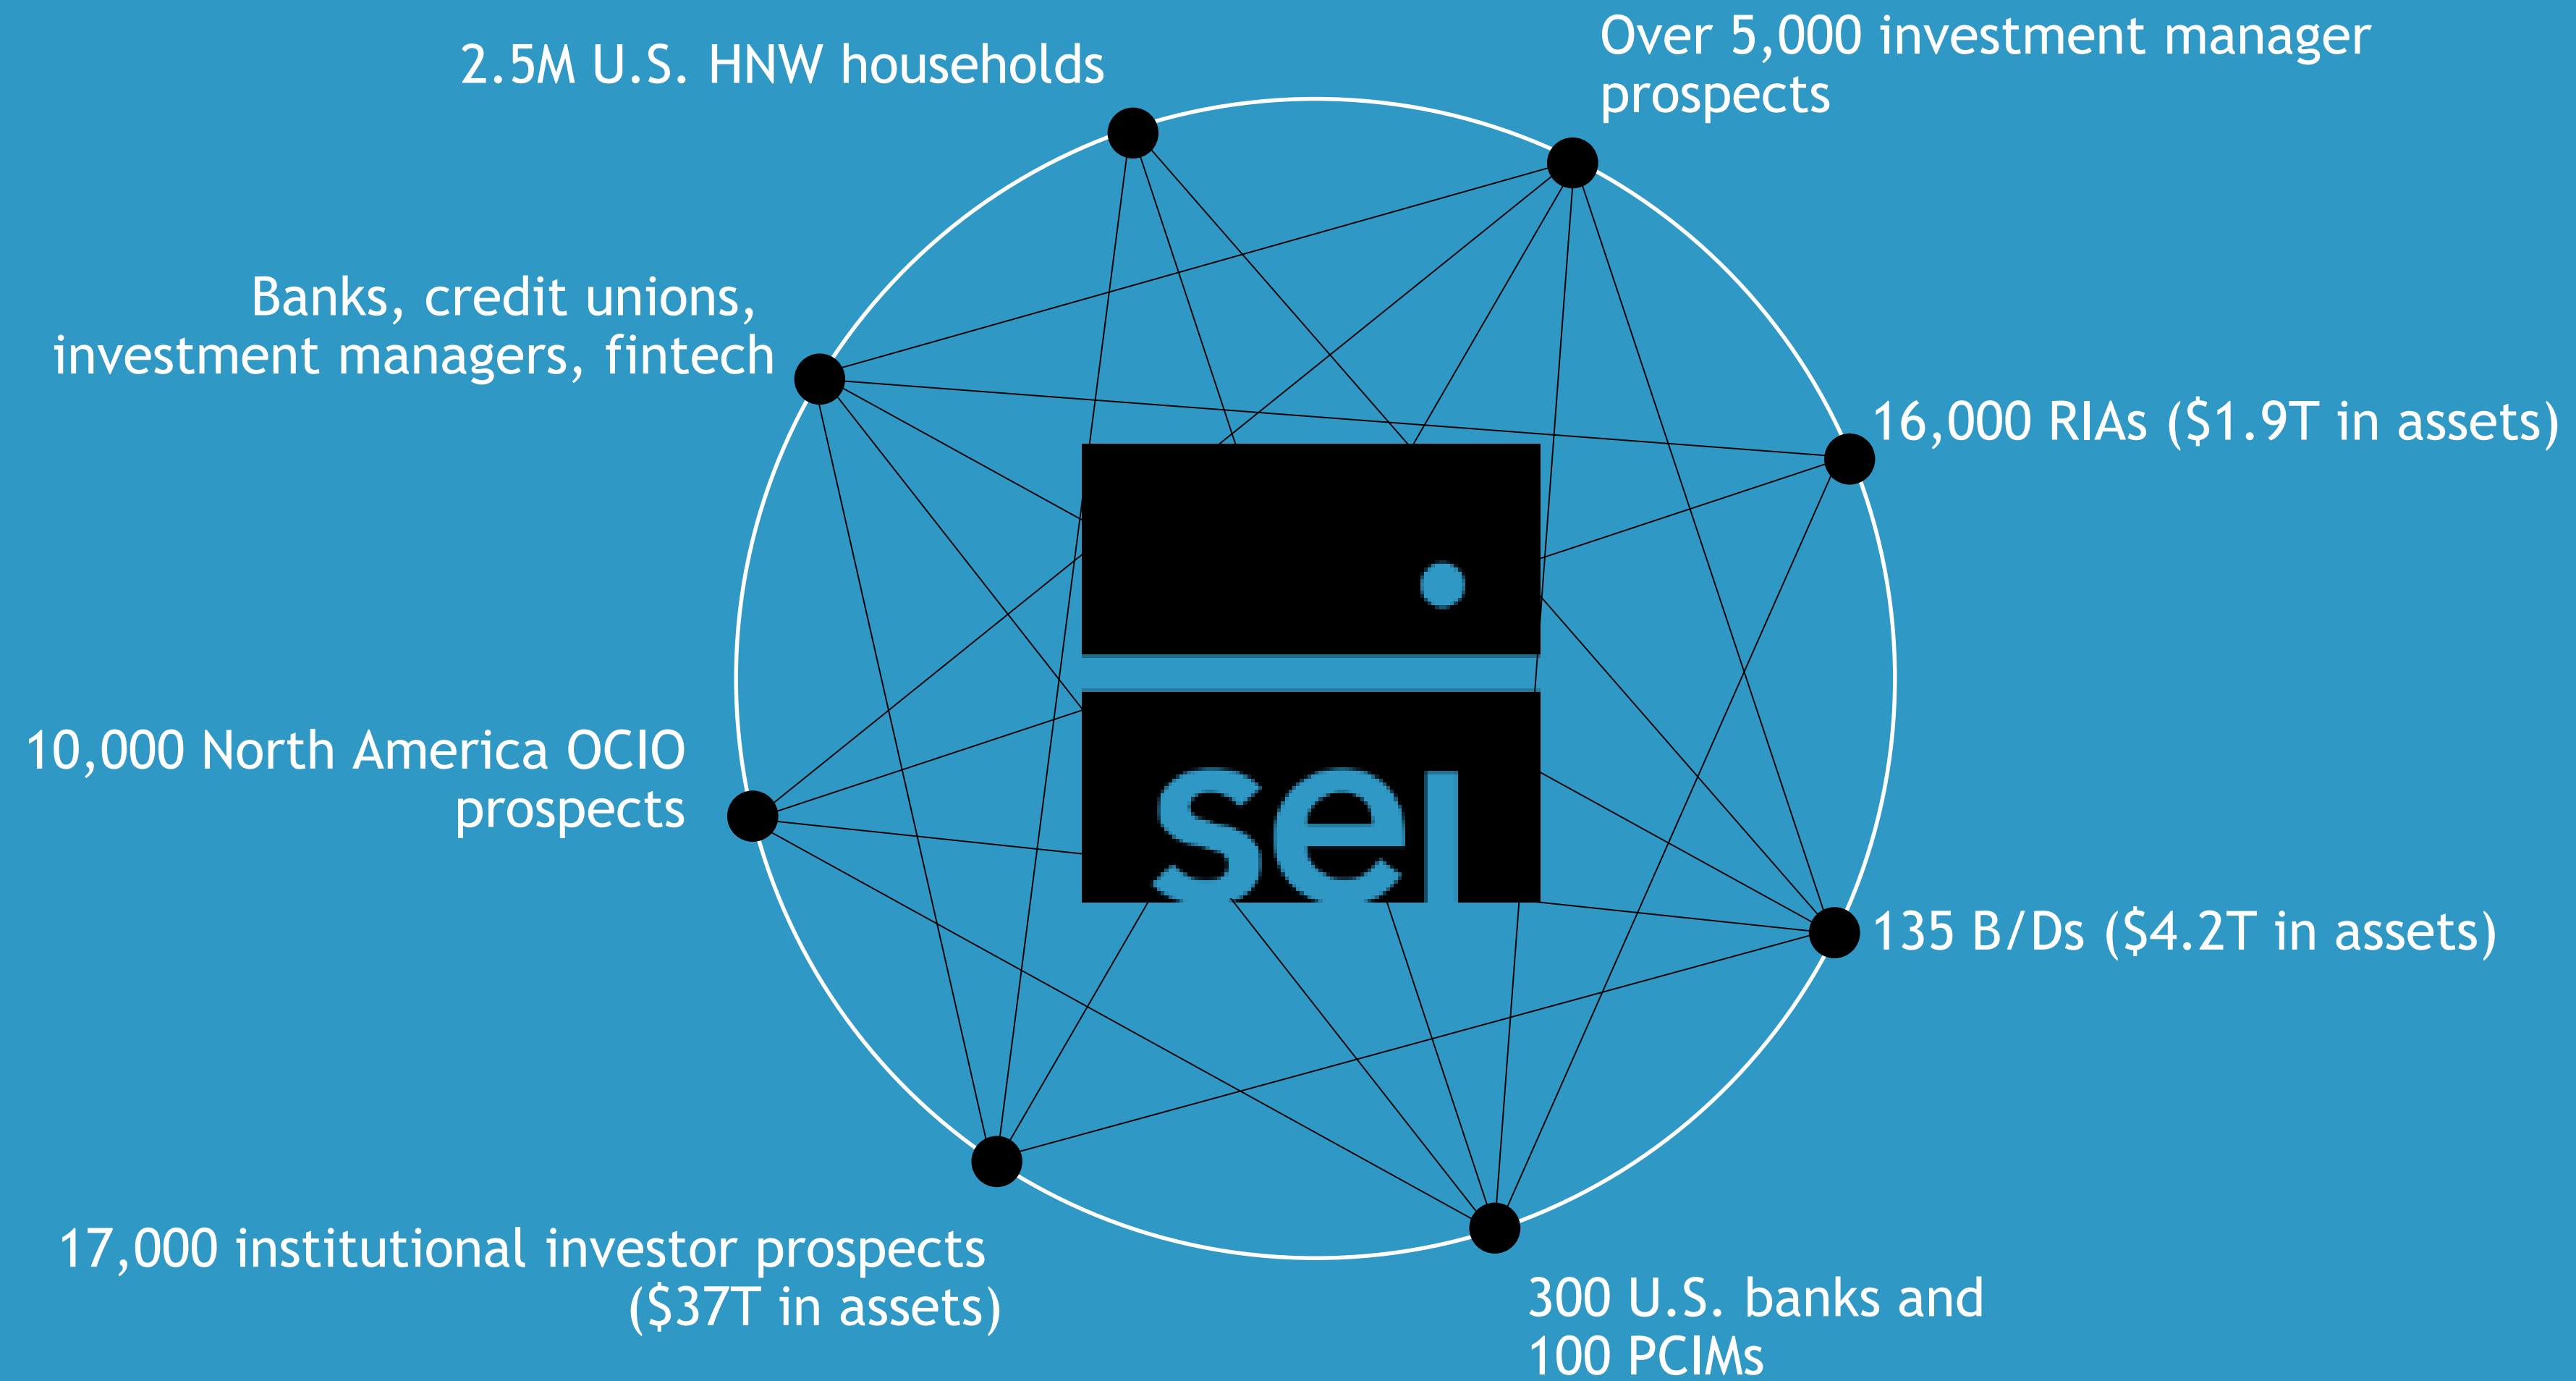 2.5M U.S. HNW households
Over 5,000 investment manager
prospects
Banks, credit unions,
investment managers, fintech
16,000 RIAs ($1.9T in assets)
sei
10,000 North America OCIO
prospects
135 B/Ds ($4.2T in assets)
17,000 institutional investor prospects
($37T in assets)
300 U.S. banks and
100 PCIMs